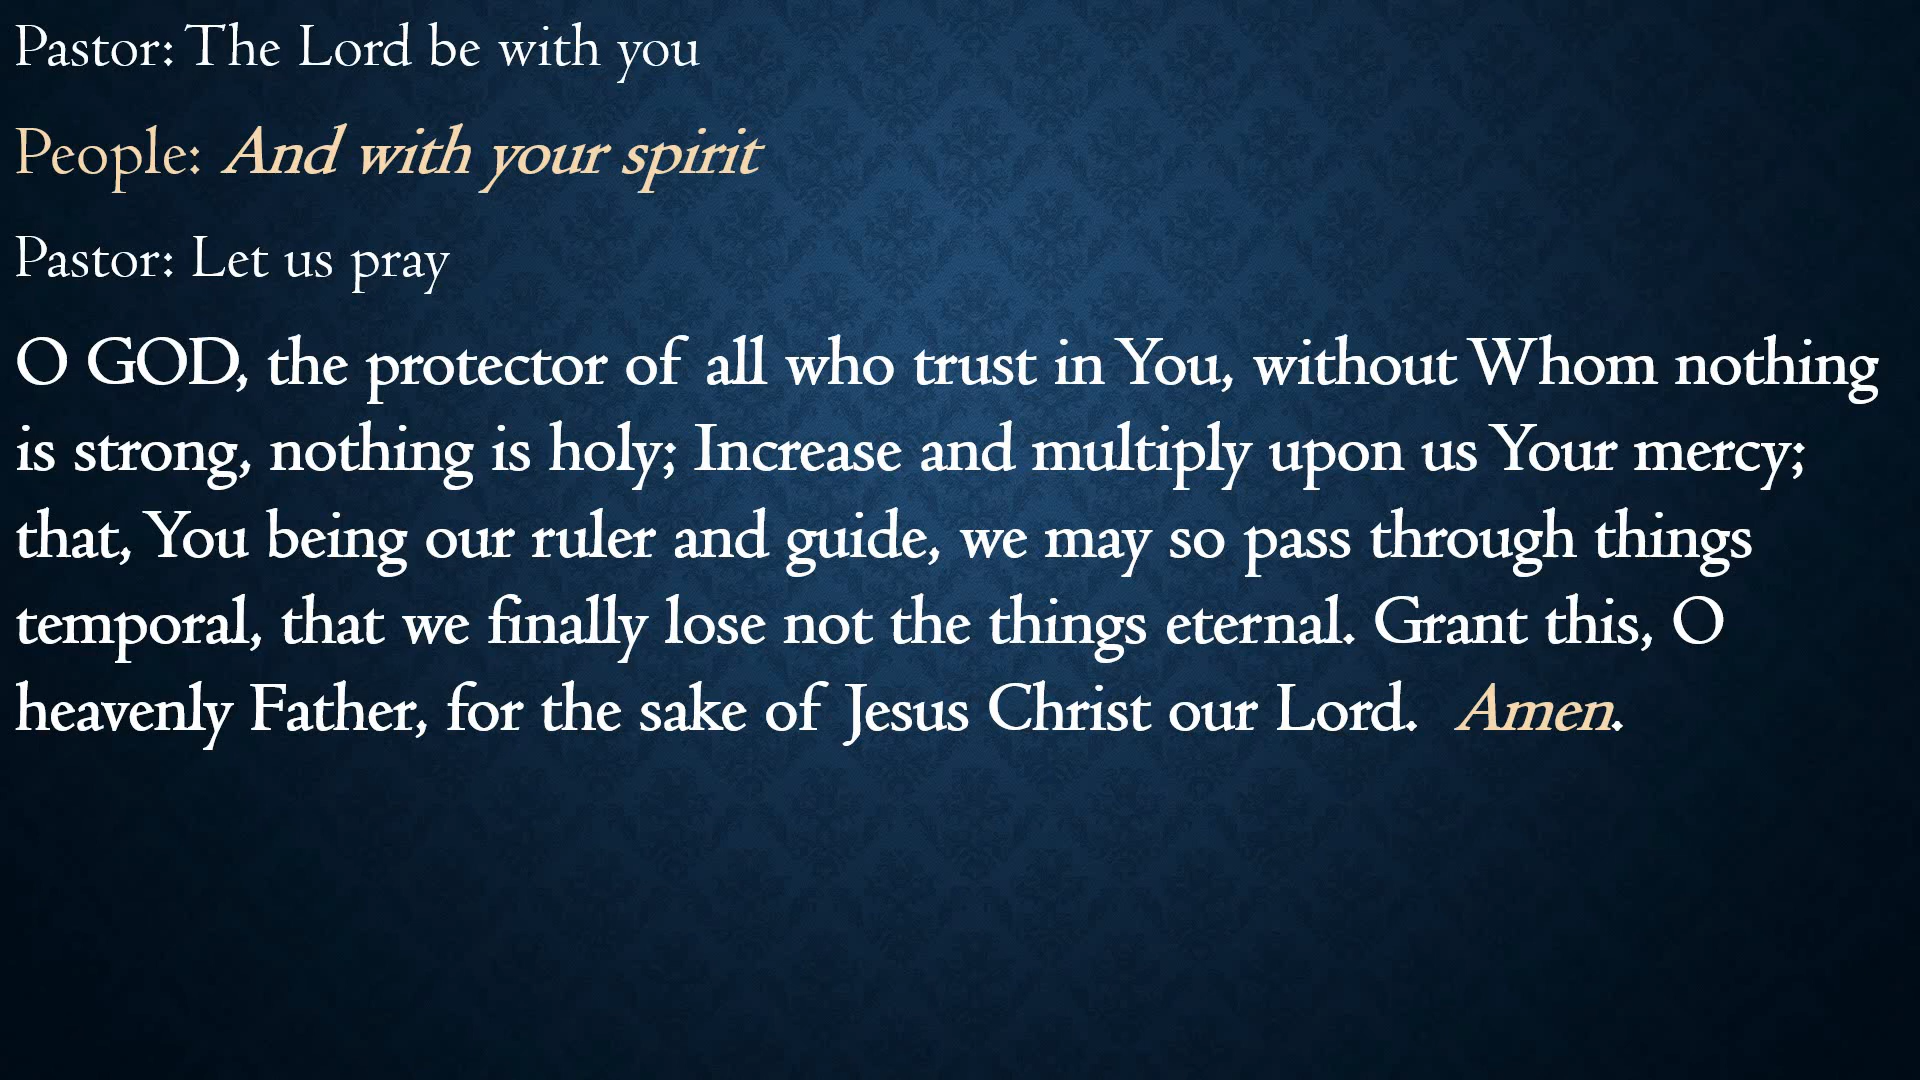 Pastor: The Lord be with you
People: And with your spirit
Pastor: Let us pray
O GOD, the protector of all who trust in You, without Whom nothing
is strong, nothing is holy; Increase and multiply upon us Your mercy;
that, You being our ruler and guide, we may so pass through things
temporal, that we finally lose not the things eternal. Grant this, O
heavenly Father, for the sake of Jesus Christ our Lord. Amen.